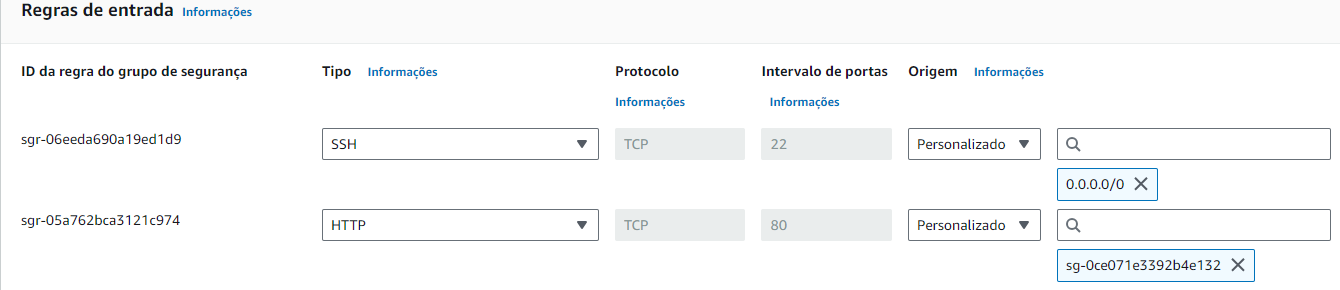 Regras de entrada Informações
ID da regra do grupo de segurança Tipo Informações Protocolo Intervalo de portas Origem Informações
Informações Informações
sgr-06eeda690a19ed1d9 SSH TCP 22 Personalizado
0.0.0.0/0
sgr-05a762bca3121c974 HTTP TCP 80 Personalizado
sg-0ce071e3392b4e132